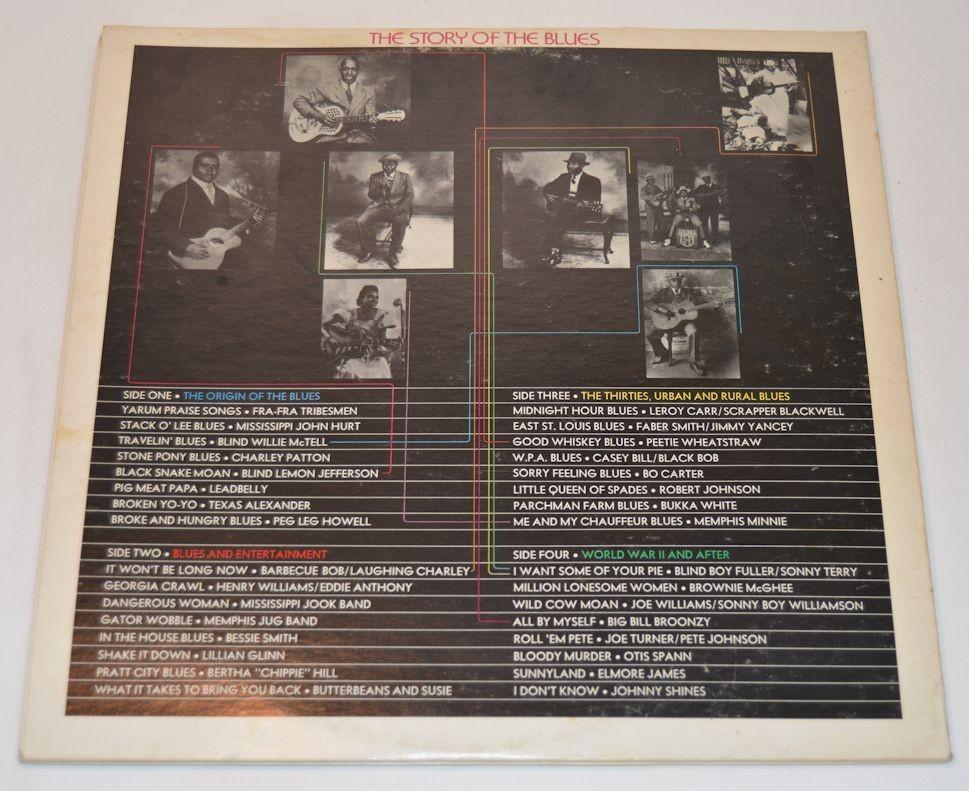 THE STORY OF THE BLUES
SIDE ONE • THE ORIGIN OF THE BLUES
YARUM PRAISE SONGS • FRA-FRA TRIBESMEN
STACK O' LEE BLUES • MISSISSIPPI JOHN HURT
TRAVELIN' BLUES • BLIND WILLIE McTELL
STONE PONY BLUES • CHARLEY PATTON
BLACK SNAKE MOAN • BLIND LEMON JEFFERSON
PIG MEAT PAPA • LEADBELLY
BROKEN YO-YO • TEXAS ALEXANDER
BROKE AND HUNGRY BLUES • PEG LEG HOWELL
SIDE TWO • BLUES AND ENTERTAINMENT
IT WON'T BE LONG NOW • BARBECUE BOB/LAUGHING CHARLEY
GEORGIA CRAWL • HENRY WILLIAMS/EDDIE ANTHONY
DANGEROUS WOMAN • MISSISSIPPI JOOK BAND
GATOR WOBBLE • MEMPHIS JUG BAND
IN THE HOUSE BLUES • BESSIE SMITH
SHAKE IT DOWN • LILLIAN GLINN
PRATT CITY BLUES • BERTHA "CHIPPIE" HILL
WHAT IT TAKES TO BRING YOU BACK • BUTTERBEANS AND SUSIE
SIDE THREE • THE THIRTIES, URBAN AND RURAL BLUES
MIDNIGHT HOUR BLUES • LEROY CARR/SCRAPPER BLACKWELL
EAST ST. LOUIS BLUES • FABER SMITH/JIMMY YANCEY
GOOD WHISKEY BLUES • PEETIE WHEATSTRAW
W.P.A. BLUES • CASEY BILL/BLACK BOB
SORRY FEELING BLUES • BO CARTER
LITTLE QUEEN OF SPADES • ROBERT JOHNSON
PARCHMAN FARM BLUES • BUKKA WHITE
ME AND MY CHAUFFEUR BLUES • MEMPHIS MINNIE
SIDE FOUR • WORLD WAR II AND AFTER
I WANT SOME OF YOUR PIE • BLIND BOY FULLER/SONNY TERRY
MILLION LONESOME WOMEN • BROWNIE McGHEE
WILD COW MOAN • JOE WILLIAMS/SONNY BOY WILLIAMSON
ALL BY MYSELF • BIG BILL BROONZY
ROLL 'EM PETE • JOE TURNER/PETE JOHNSON
BLOODY MURDER • OTIS SPANN
SUNNYLAND • ELMORE JAMES
I DON'T KNOW • JOHNNY SHINES